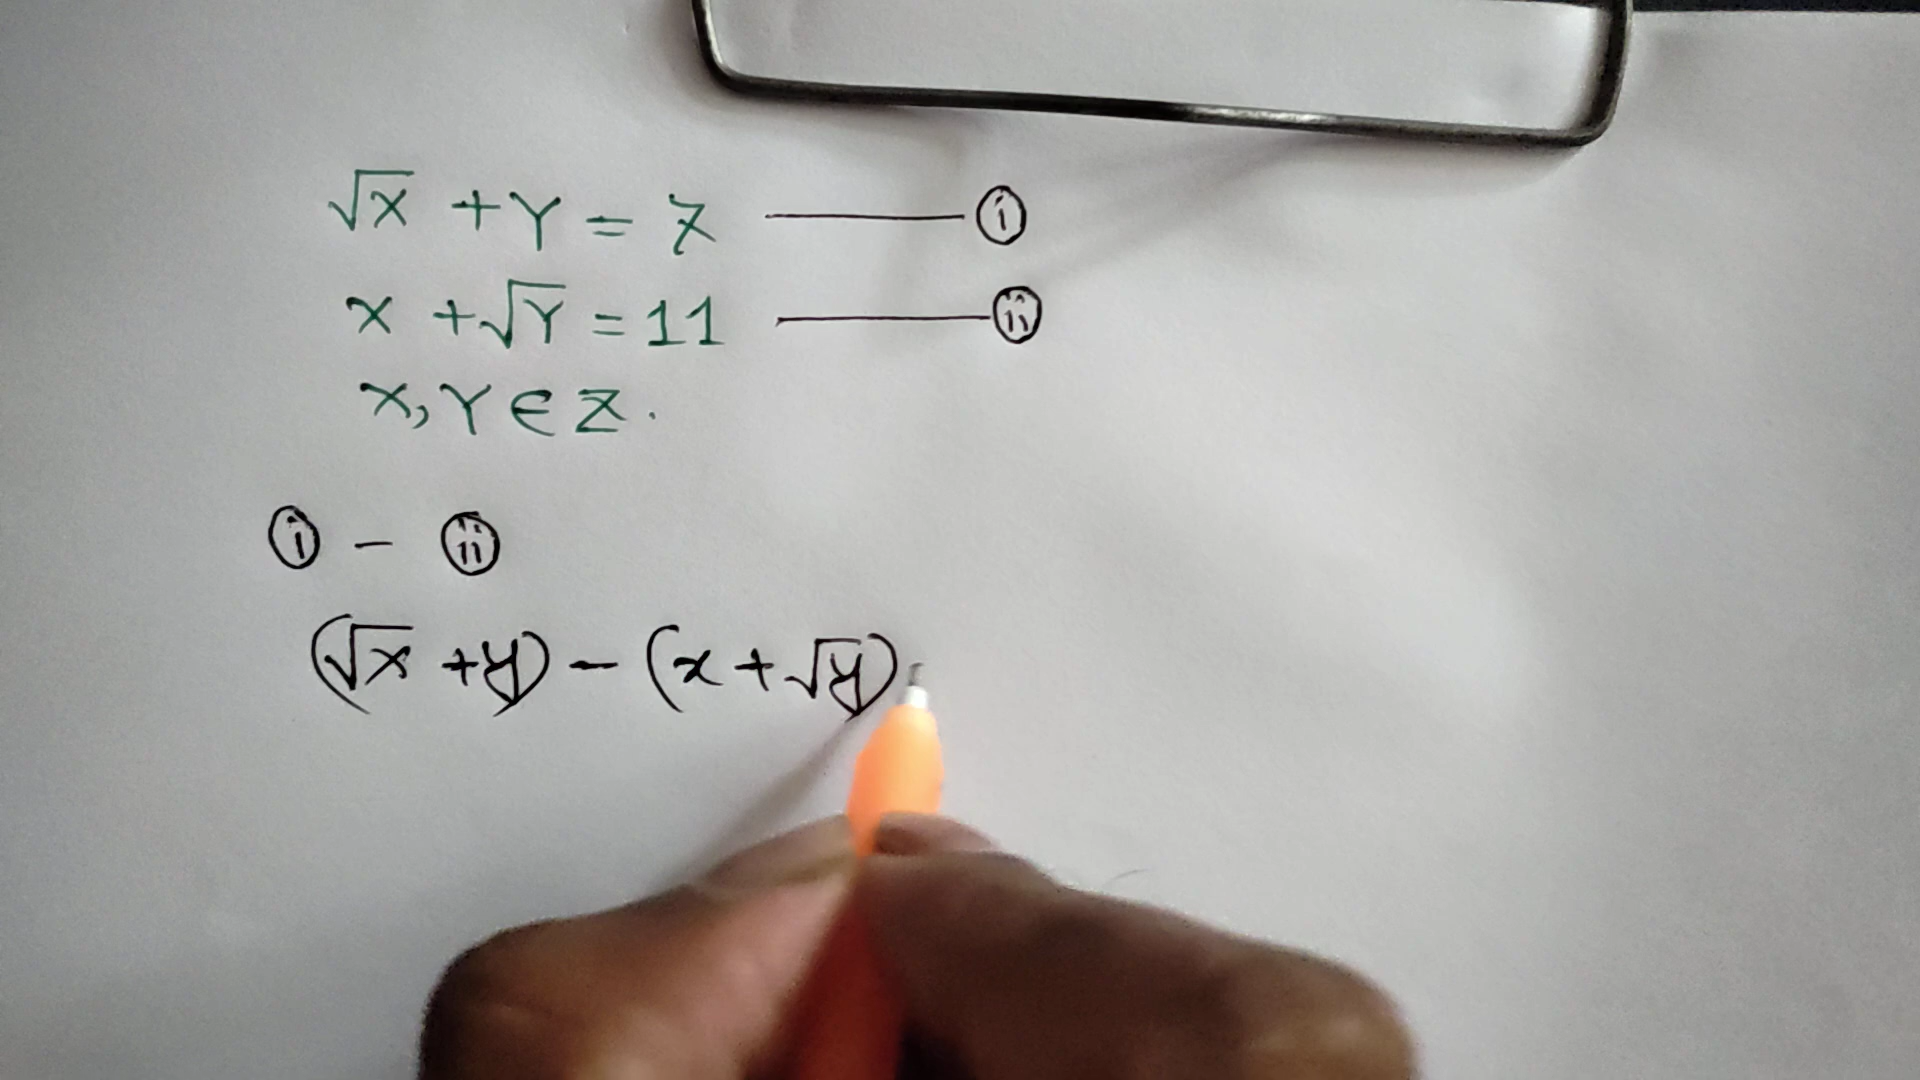 √x + y = 7 ——— ⓘ
x + √y = 11 ——— ⓘⓘ
x, y ∈ Z.
ⓘ – ⓘⓘ
(√x + y) – (x + √y)